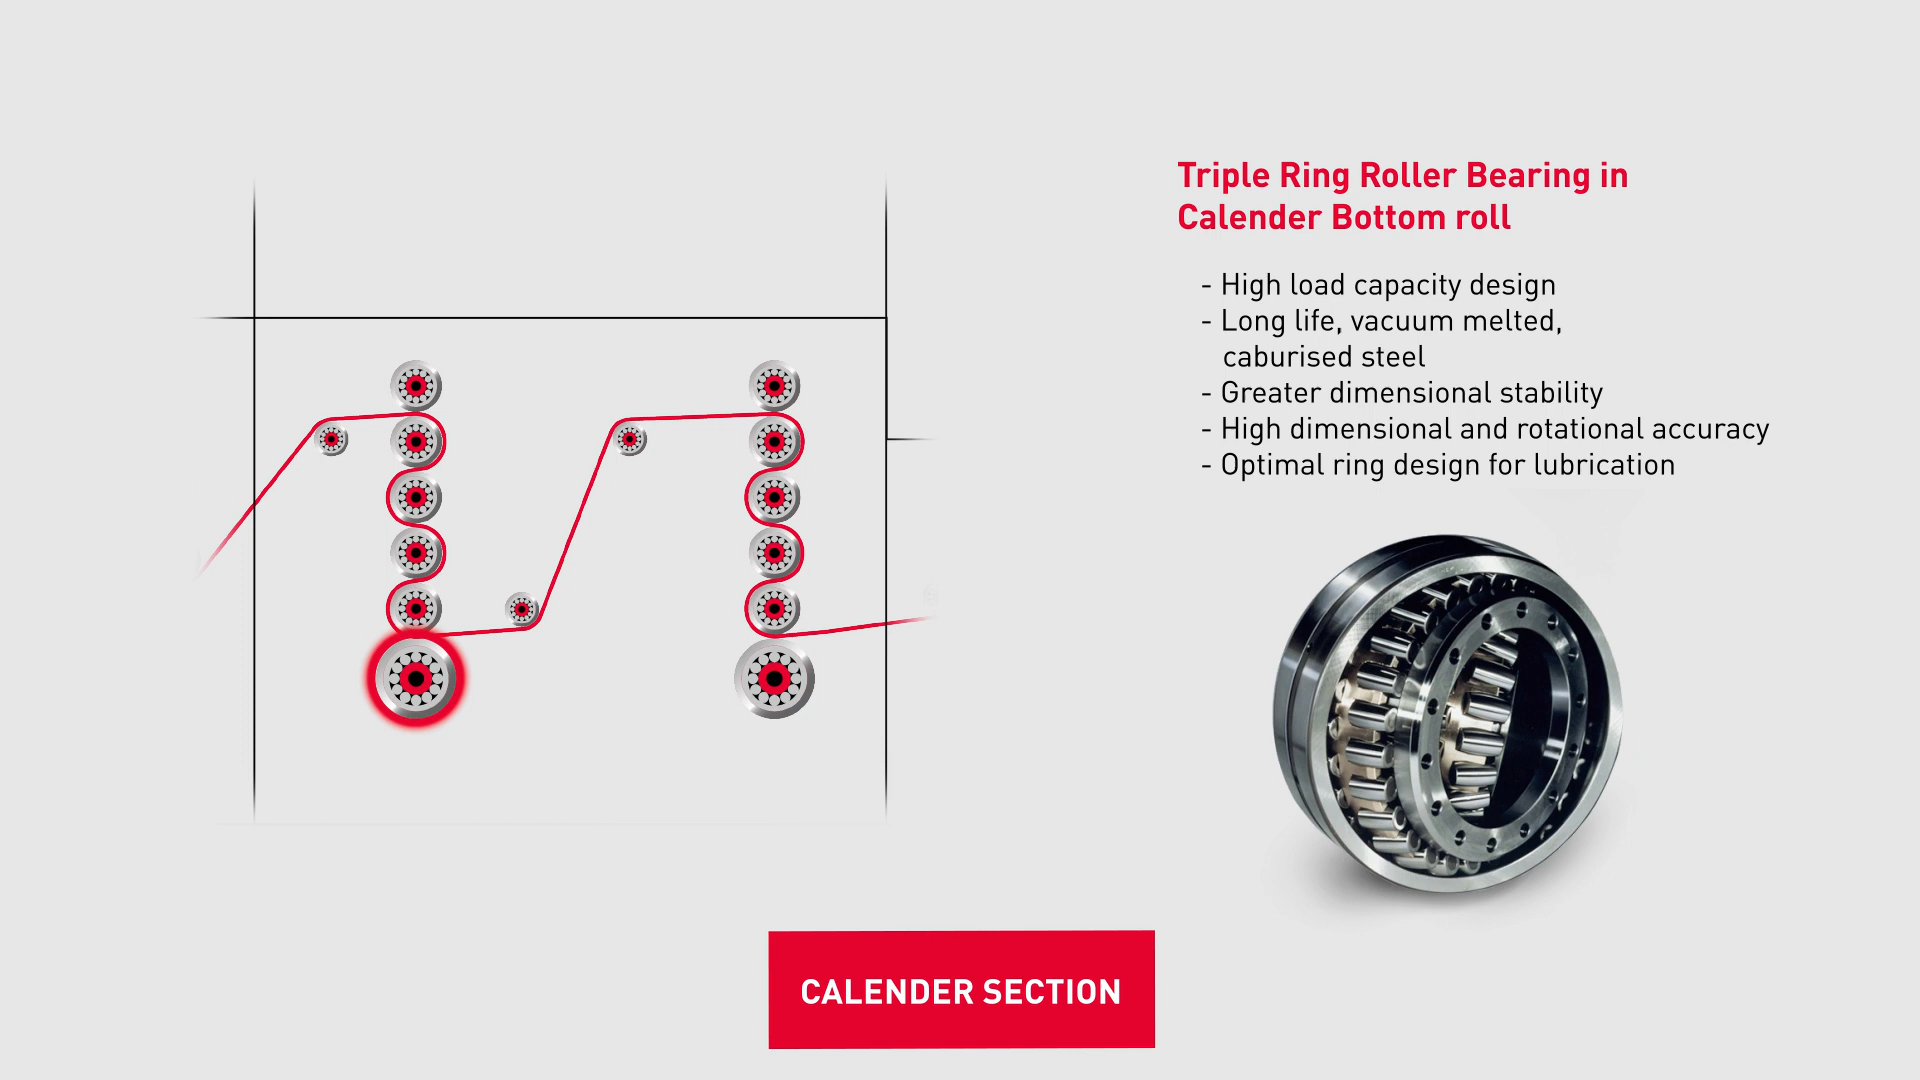 Triple Ring Roller Bearing in
Calender Bottom roll
- High load capacity design
- Long life, vacuum melted,
caburised steel
- Greater dimensional stability
- High dimensional and rotational accuracy
- Optimal ring design for lubrication
CALENDER SECTION